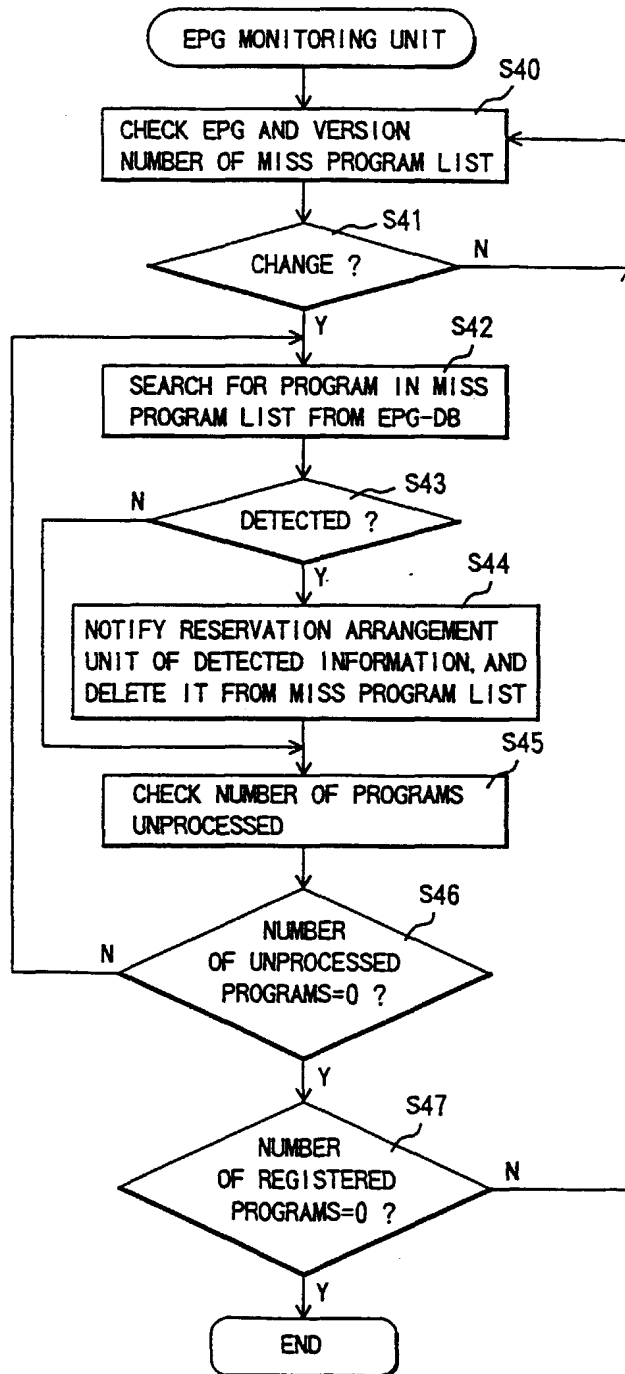 EPG MONITORING UNIT
S40
CHECK EPG AND VERSION
NUMBER OF MISS PROGRAM LIST
S41
CHANGE ?
N
Y
S42
SEARCH FOR PROGRAM IN MISS
PROGRAM LIST FROM EPG-DB
S43
N
DETECTED ?
Y
S44
NOTIFY RESERVATION ARRANGEMENT
UNIT OF DETECTED INFORMATION, AND
DELETE IT FROM MISS PROGRAM LIST
S45
CHECK NUMBER OF PROGRAMS
UNPROCESSED
S46
N
NUMBER
OF UNPROCESSED
PROGRAMS=0 ?
Y
S47
NUMBER
OF REGISTERED
PROGRAMS=0 ?
N
Y
END